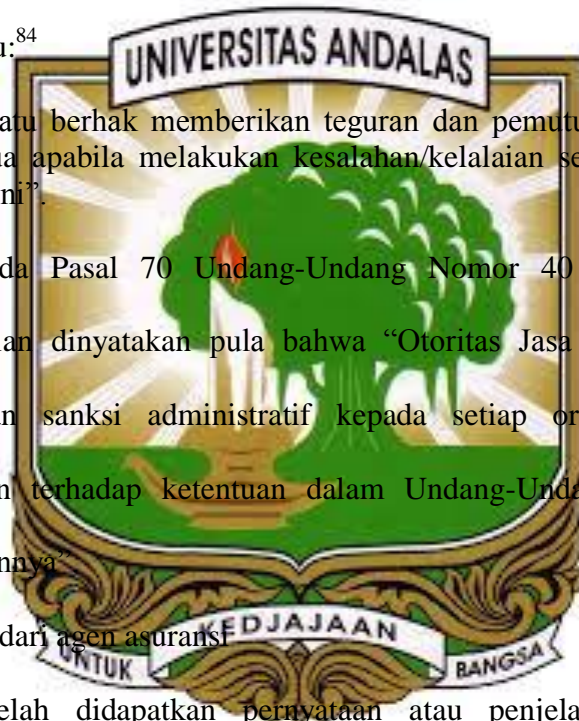 u:84
UNIVERSITAS ANDALAS
atu berhak memberikan teguran dan pemutu
ua apabila melakukan kesalahan/kelalaian se
ni”.
da Pasal 70 Undang-Undang Nomor 40
an dinyatakan pula bahwa “Otoritas Jasa
an sanksi administratif kepada setiap or
n terhadap ketentuan dalam Undang-Unda
nnya”
dari agen asuransi
UNTUK KEDJAJAAN BANGSA
elah didapatkan pernyataan atau penjela